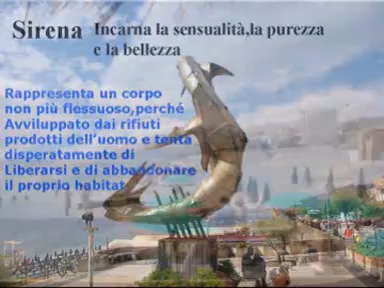 Sirena Incarna la sensualità,la purezza
e la bellezza
Rappresenta un corpo
non più flessuoso,perché
Avviluppato dai rifiuti
prodotti dell'uomo e tenta
disperatamente di
Liberarsi e di abbandonare
il proprio habitat